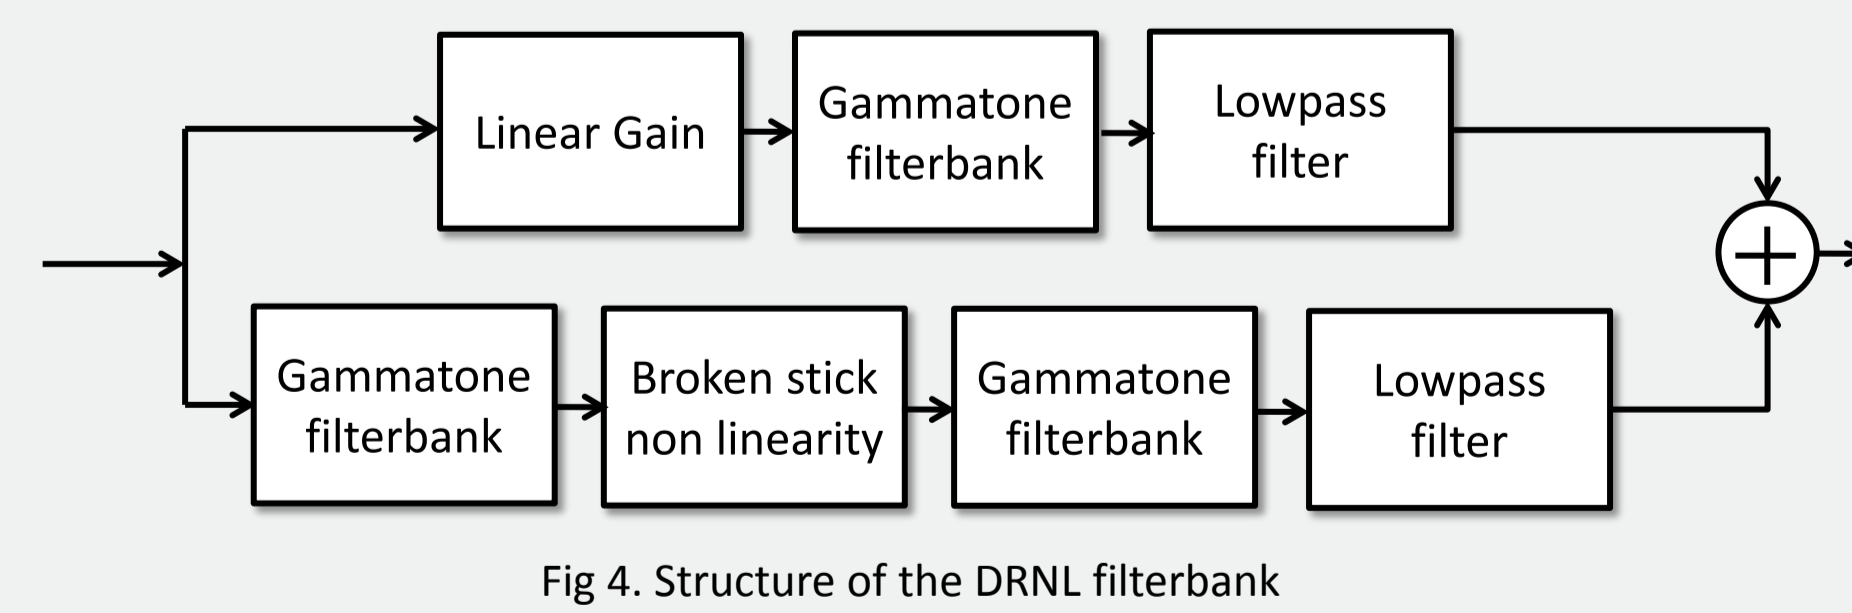 Linear Gain
Gammatone
filterbank
Lowpass
filter
Gammatone
filterbank
Broken stick
non linearity
Gammatone
filterbank
Lowpass
filter
Fig 4. Structure of the DRNL filterbank